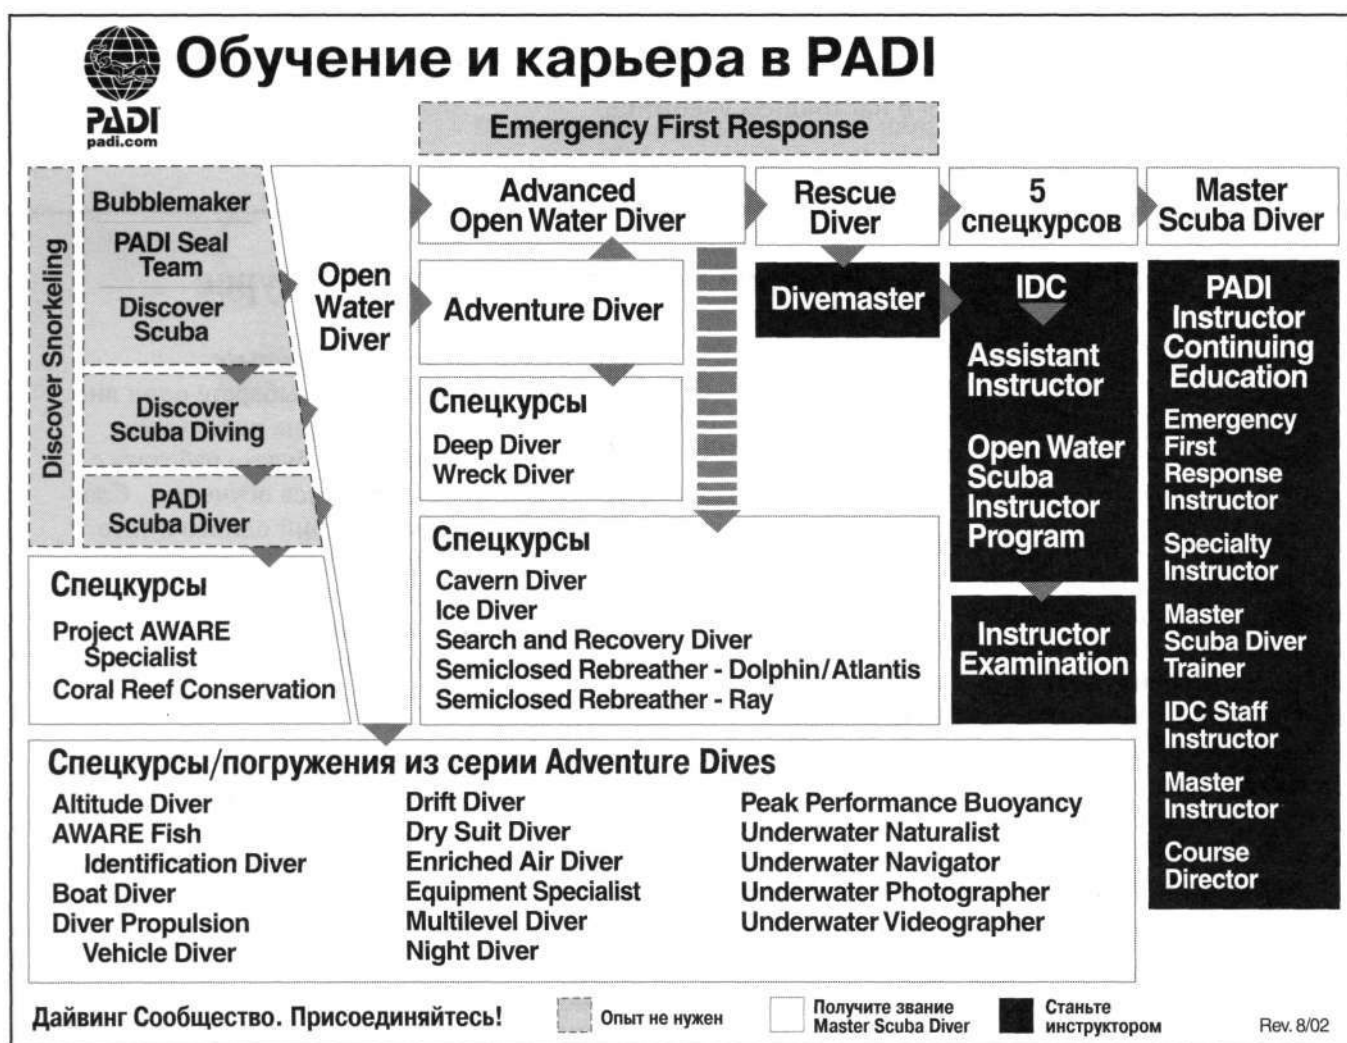 Обучение и карьера в PADI
PADI
padi.com
Emergency First Response
Discover Snorkeling
Bubblemaker
PADI Seal
Team
Discover
Scuba
Discover
Scuba Diving
PADI
Scuba Diver
Спецкурсы
Project AWARE
Specialist
Coral Reef Conservation
Open
Water
Diver
Advanced
Open Water Diver
Adventure Diver
Спецкурсы
Deep Diver
Wreck Diver
Спецкурсы
Cavern Diver
Ice Diver
Search and Recovery Diver
Semiclosed Rebreather - Dolphin/Atlantis
Semiclosed Rebreather - Ray
Rescue
Diver
Divemaster
5
спецкурсов
IDC
Assistant
Instructor
Open Water
Scuba
Instructor
Program
Instructor
Examination
Master
Scuba Diver
PADI
Instructor
Continuing
Education
Emergency
First
Response
Instructor
Specialty
Instructor
Master
Scuba Diver
Trainer
IDC Staff
Instructor
Master
Instructor
Course
Director
Спецкурсы/погружения из серии Adventure Dives
Altitude Diver
AWARE Fish
Identification Diver
Boat Diver
Diver Propulsion
Vehicle Diver
Drift Diver
Dry Suit Diver
Enriched Air Diver
Equipment Specialist
Multilevel Diver
Night Diver
Peak Performance Buoyancy
Underwater Naturalist
Underwater Navigator
Underwater Photographer
Underwater Videographer
Дайвинг Сообщество. Присоединяйтесь!
Опыт не нужен
Получите звание
Master Scuba Diver
Станьте
инструктором
Rev. 8/02